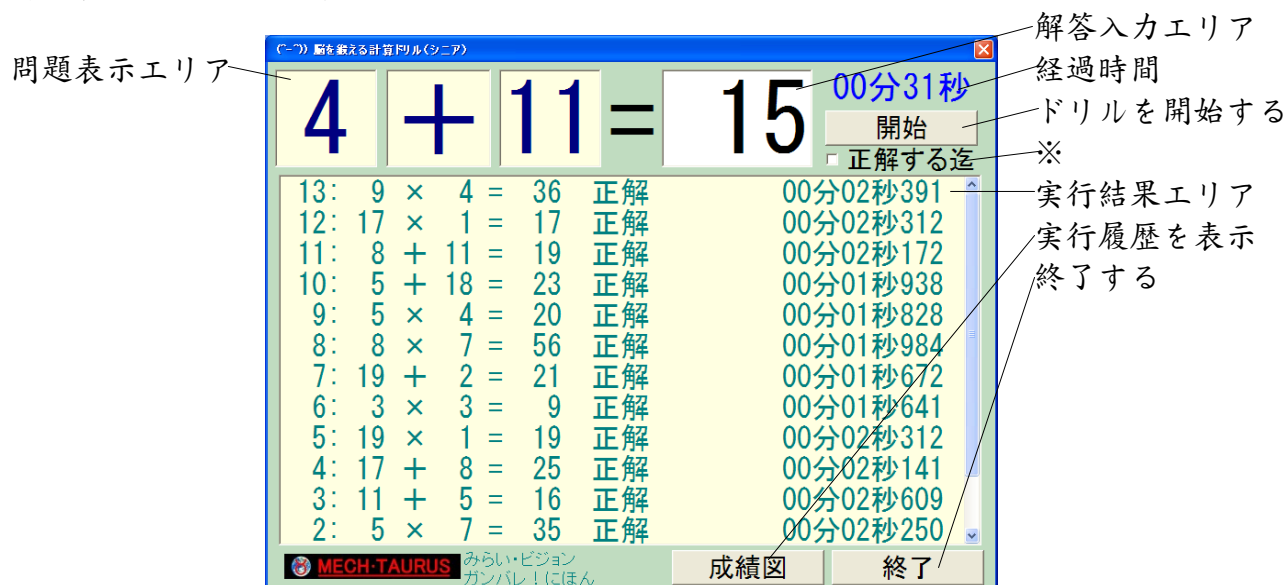 解答入力エリア
(^-^)) 脳を鍛える計算ドリル(シニア)
問題表示エリア
経過時間
4 + 11 = 15
00分31秒
ドリルを開始する
開始
正解する迄
※
13: 9 × 4 = 36 正解 00分02秒391
実行結果エリア
12: 17 × 1 = 17 正解 00分02秒312
11: 8 + 11 = 19 正解 00分02秒172
実行履歴を表示
10: 5 + 18 = 23 正解 00分01秒938
終了する
9: 5 × 4 = 20 正解 00分01秒828
8: 8 × 7 = 56 正解 00分01秒984
7: 19 + 2 = 21 正解 00分01秒672
6: 3 × 3 = 9 正解 00分01秒641
5: 19 × 1 = 19 正解 00分02秒312
4: 17 + 8 = 25 正解 00分02秒141
3: 11 + 5 = 16 正解 00分02秒609
2: 5 × 7 = 35 正解 00分02秒250
MECH・TAURUS
みらい・ビジョン
ガンバレ!にほん
成績図
終了